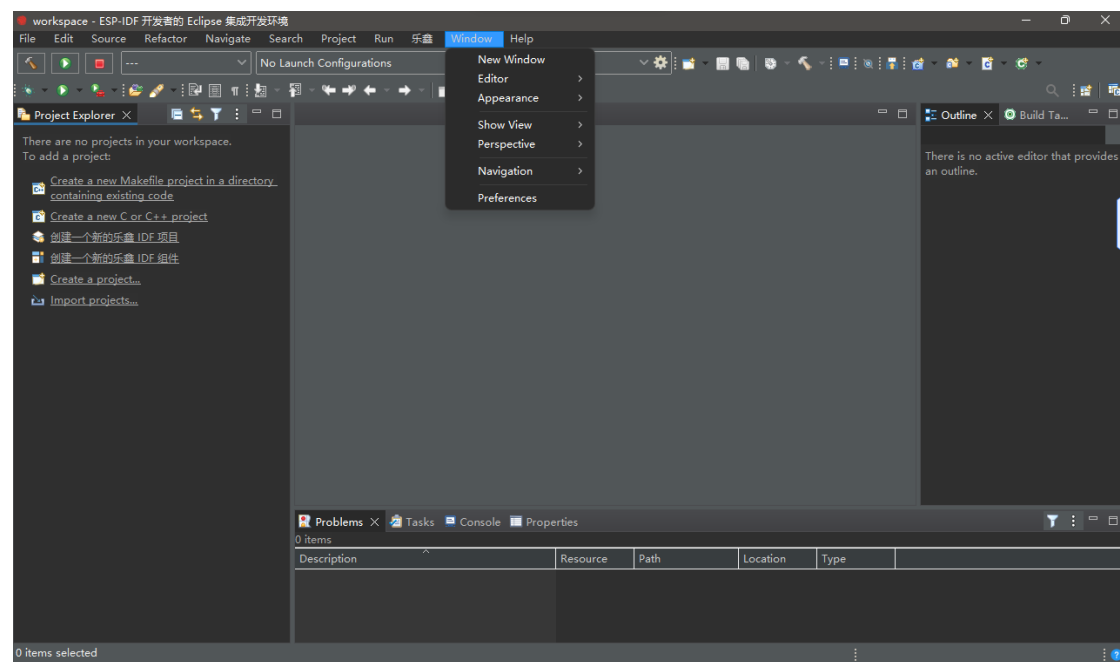 workspace - ESP-IDF 开发者的 Eclipse 集成开发环境
File Edit Source Refactor Navigate Search Project Run 乐鑫 Window Help
--- No Launch Configurations
New Window
Editor
Appearance
Show View
Perspective
Navigation
Preferences
Project Explorer
There are no projects in your workspace.
To add a project:
Create a new Makefile project in a directory
containing existing code
Create a new C or C++ project
创建一个新的乐鑫 IDF 项目
创建一个新的乐鑫 IDF 组件
Create a project...
Import projects...
Outline Build Ta...
There is no active editor that provides
an outline.
Problems Tasks Console Properties
0 items
Description Resource Path Location Type
0 items selected